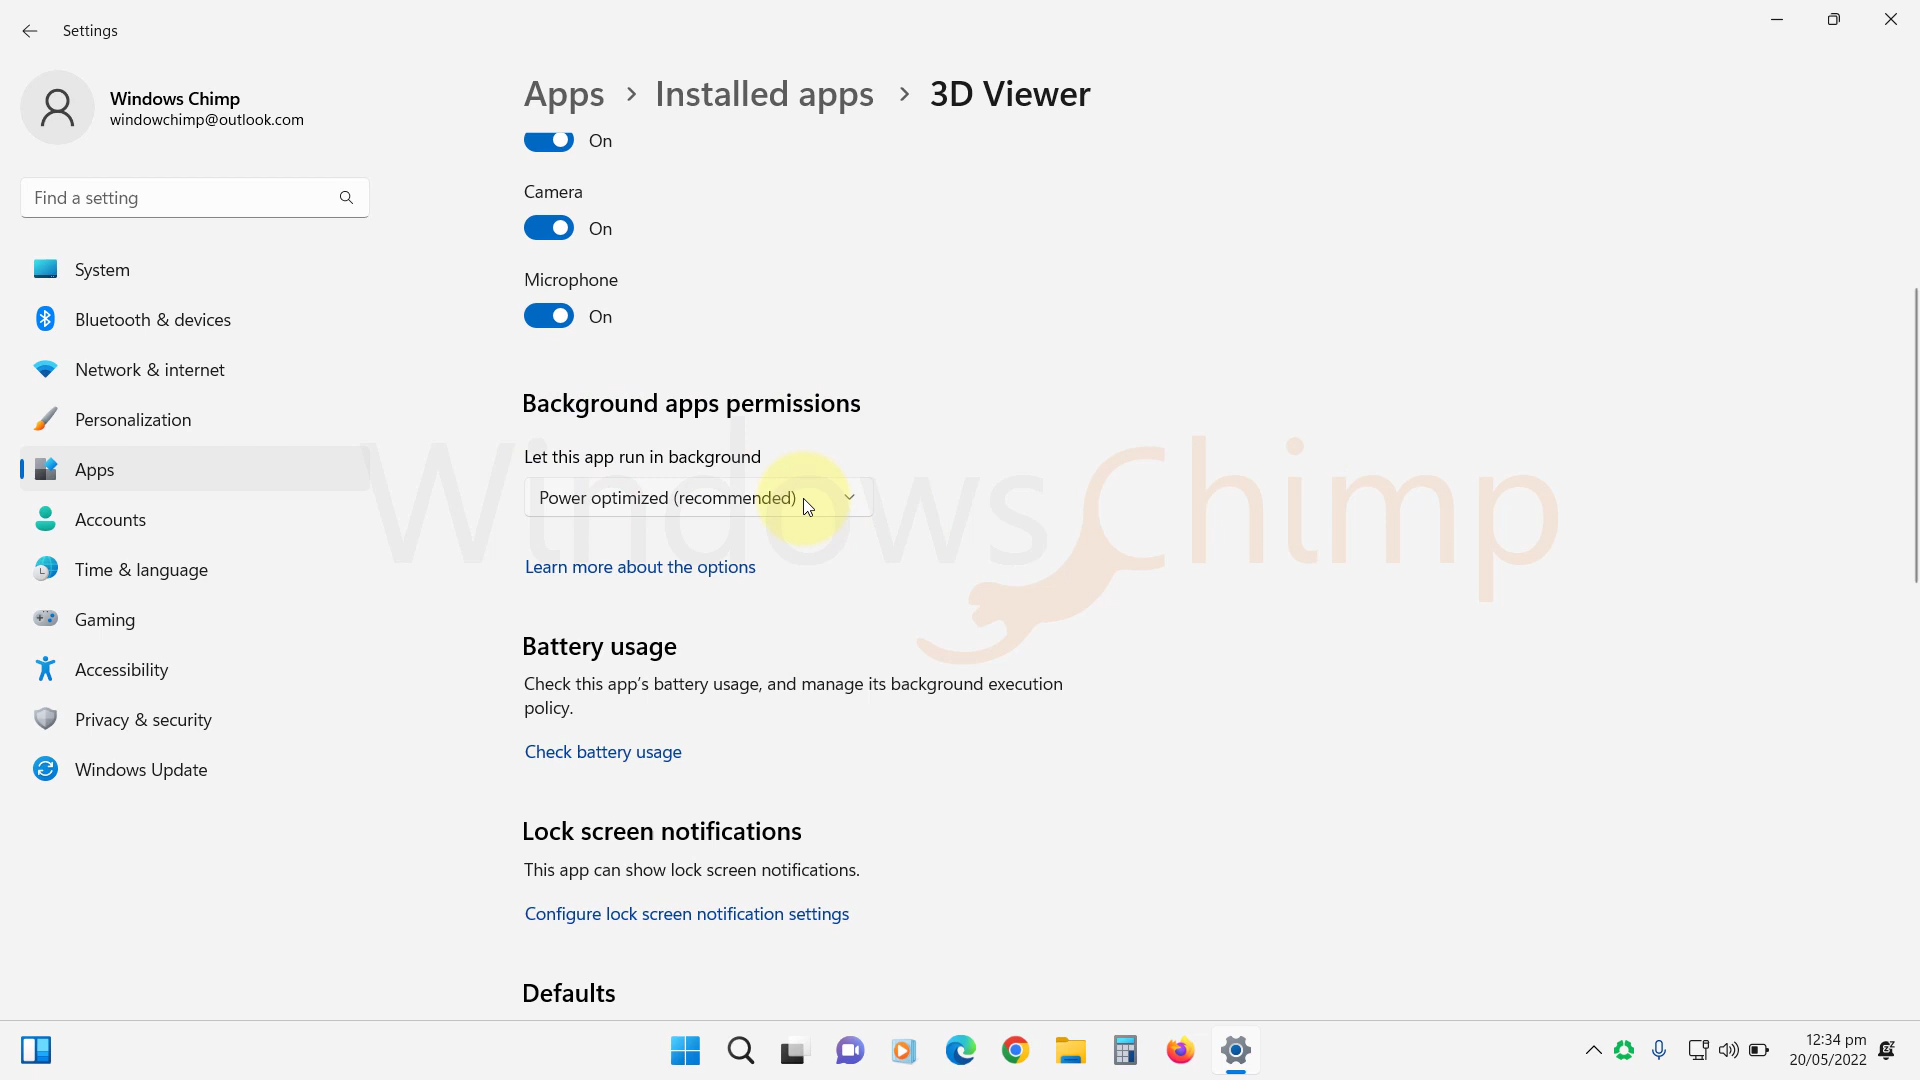 Settings
Windows Chimp
windowchimp@outlook.com
Find a setting
System
Bluetooth & devices
Network & internet
Personalization
Apps
Accounts
Time & language
Gaming
Accessibility
Privacy & security
Windows Update
Apps > Installed apps > 3D Viewer
On
Camera
On
Microphone
On
Background apps permissions
Let this app run in background
Power optimized (recommended)
Learn more about the options
Battery usage
Check this app's battery usage, and manage its background execution
policy.
Check battery usage
Lock screen notifications
This app can show lock screen notifications.
Configure lock screen notification settings
Defaults
WindowsChimp
12:34 pm
20/05/2022